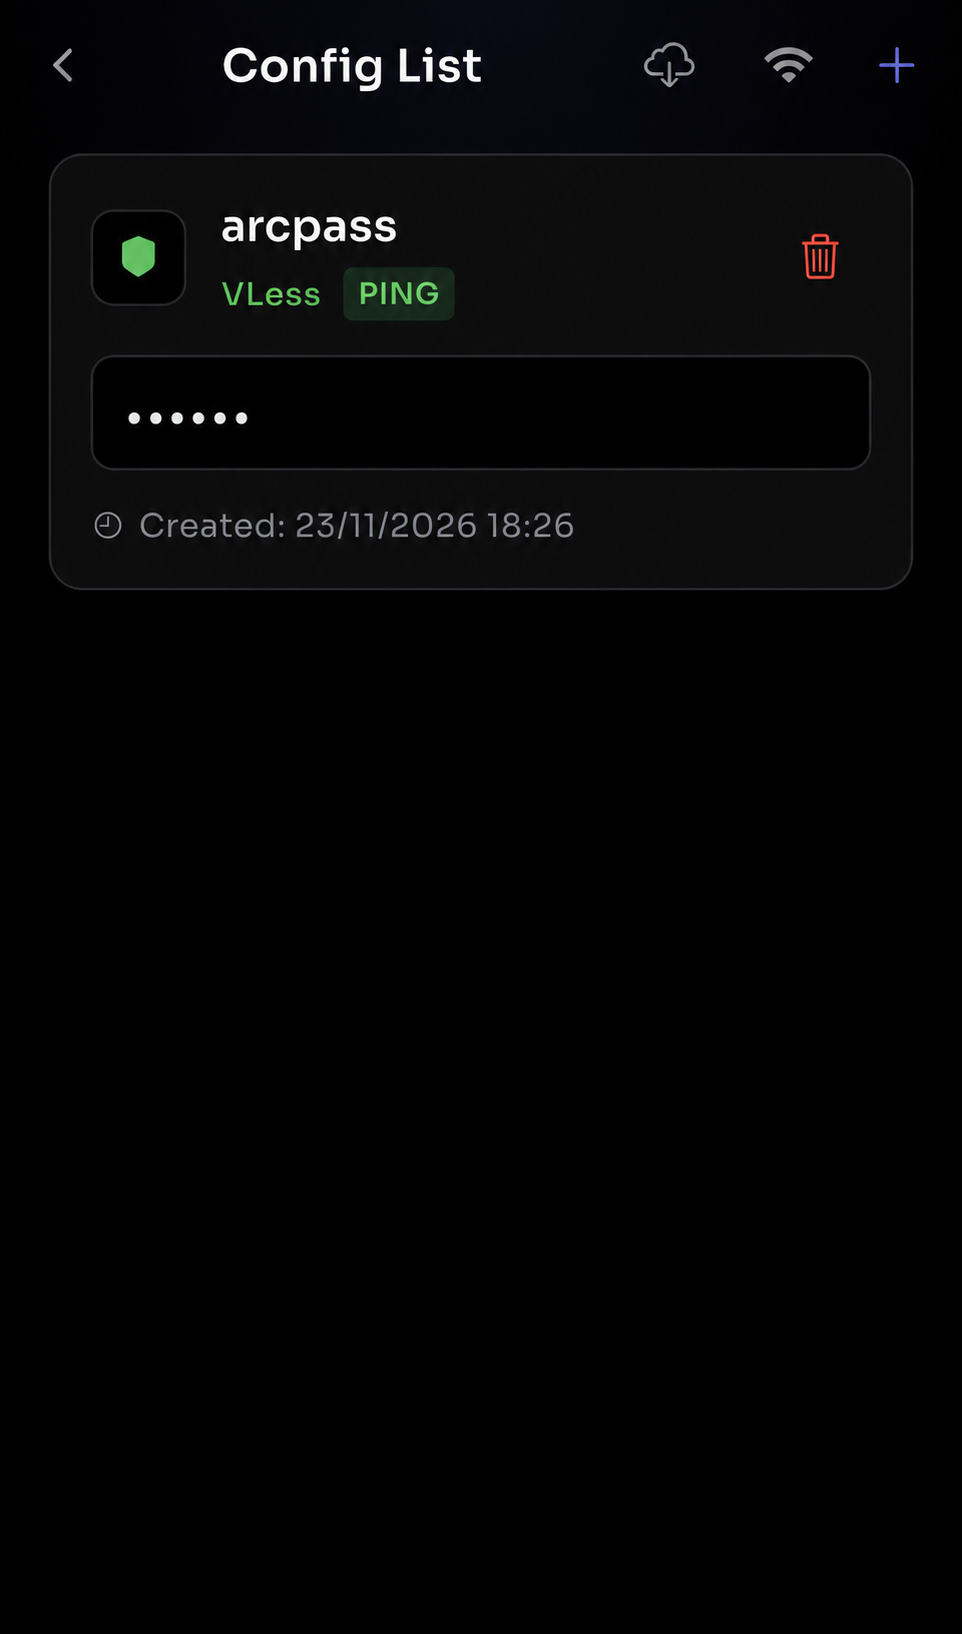 Config List
arcpass
VLess PING
••••••
Created: 23/11/2026 18:26